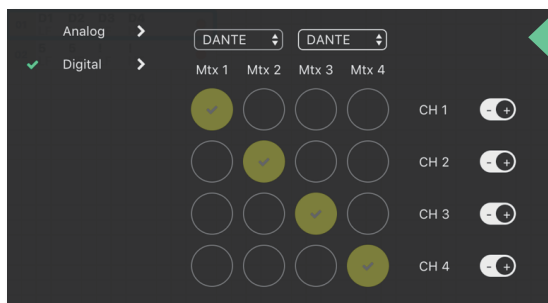 Analog
Digital
DANTE DANTE
Mtx 1 Mtx 2 Mtx 3 Mtx 4
CH 1 - +
CH 2 - +
CH 3 - +
CH 4 - +